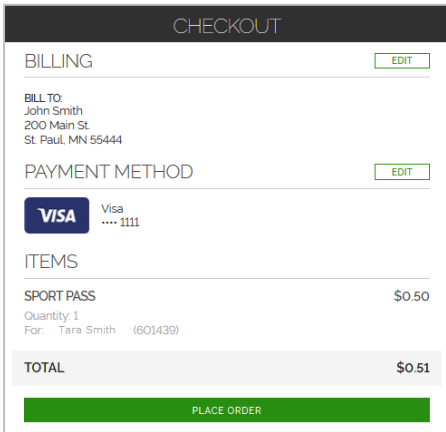 CHECKOUT
BILLING EDIT
BILL TO:
John Smith
200 Main St.
St. Paul, MN 55444
PAYMENT METHOD EDIT
VISA Visa
•••• 1111
ITEMS
SPORT PASS $0.50
Quantity: 1
For: Tara Smith (601439)
TOTAL $0.51
PLACE ORDER